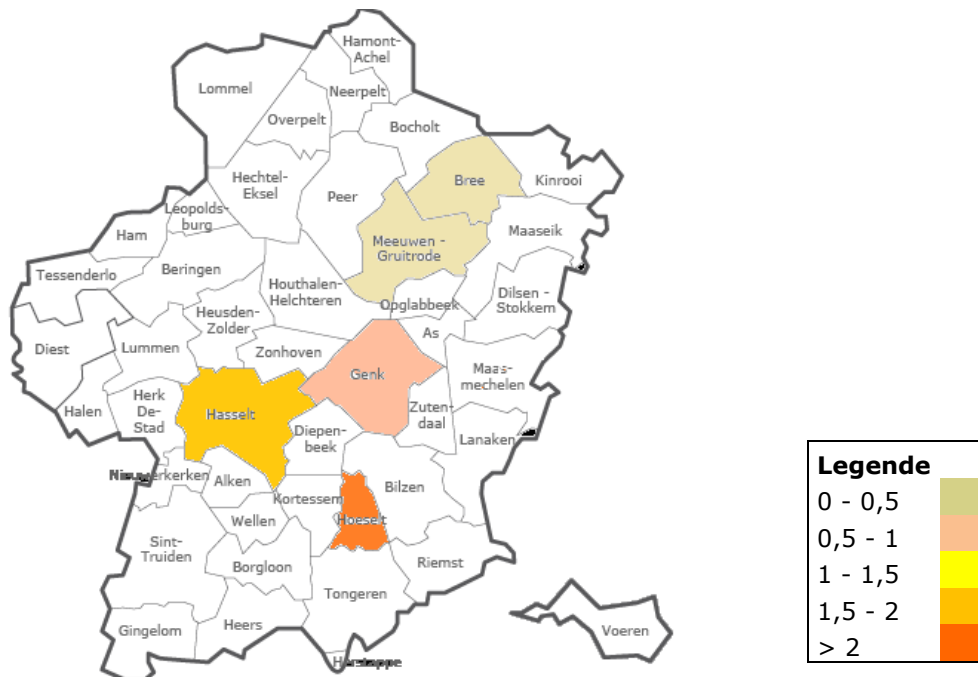 Hamont-
Achel
Lommel
Neerpelt
Overpelt
Bocholt
Bree
Kinrooi
Hechtel-
Eksel
Peer
Leopolds-
burg
Ham
Maaseik
Meeuwen -
Gruitrode
Tessenderlo
Beringen
Houthalen-
Helchteren
Opglabbeek
Dilsen -
Stokkem
Heusden-
Zolder
As
Diest
Lummen
Zonhoven
Genk
Maas-
mechelen
Halen
Herk
De-
Stad
Hasselt
Zuten-
daal
Diepen-
beek
Lanaken
Nieuwerkerken
Alken
Kortessem
Bilzen
Wellen
Hoeselt
Sint-
Truiden
Borgloon
Riemst
Tongeren
Gingelom
Heers
Voeren
Herstappe
Legende
0 - 0,5
0,5 - 1
1 - 1,5
1,5 - 2
> 2